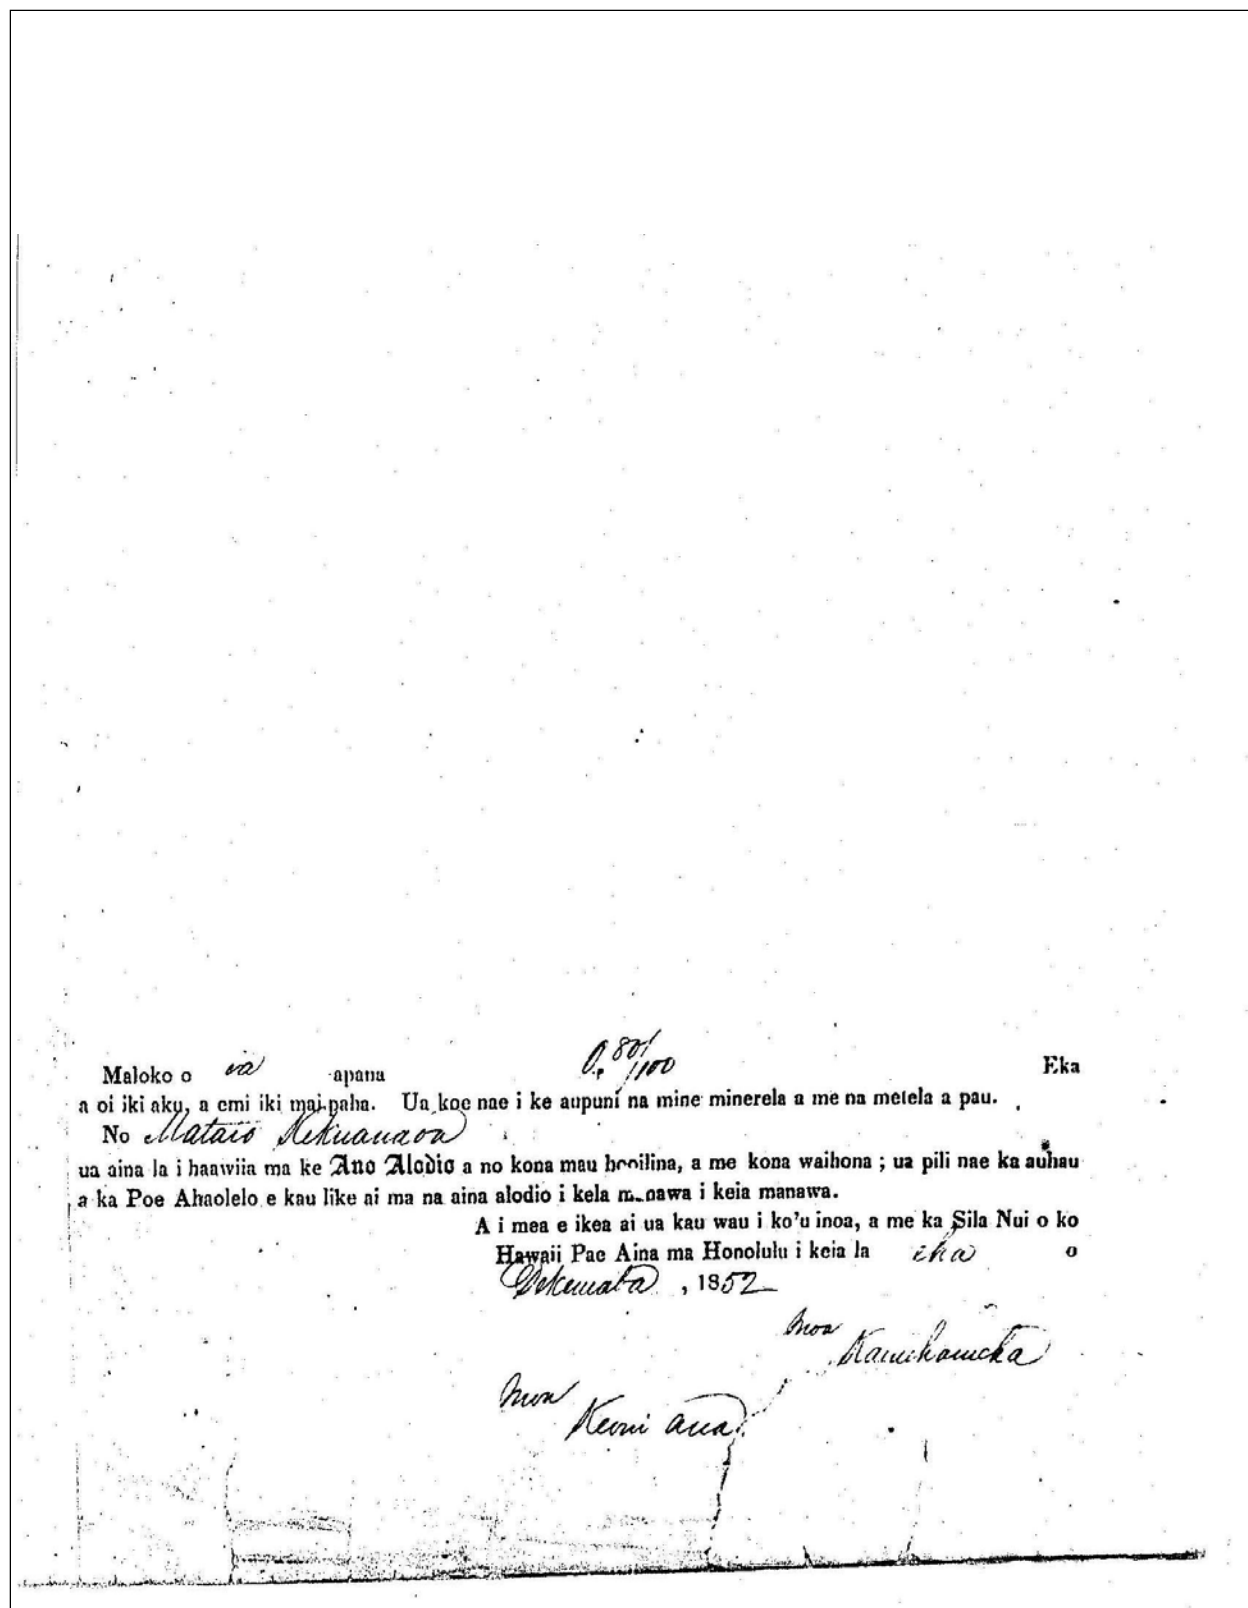 Maloko o ia apana 0. 80/100 Eka
a oi iki aku, a emi iki mai paha. Ua koe nae i ke aupuni na mine minerela a me na metela a pau.
No Mataio Kekuanaoa
ua aina la i haawiia ma ke Ano Alodio a no kona mau hooilina, a me kona waihona; ua pili nae ka auhau
a ka Poe Ahaolelo e kau like ai ma na aina alodio i kela manawa i keia manawa.
A i mea e ikea ai ua kau wau i ko'u inoa, a me ka Sila Nui o ko
Hawaii Pae Aina ma Honolulu i keia la eha o
Dekemaba, 1852
Kamehameha
Keoni Ana